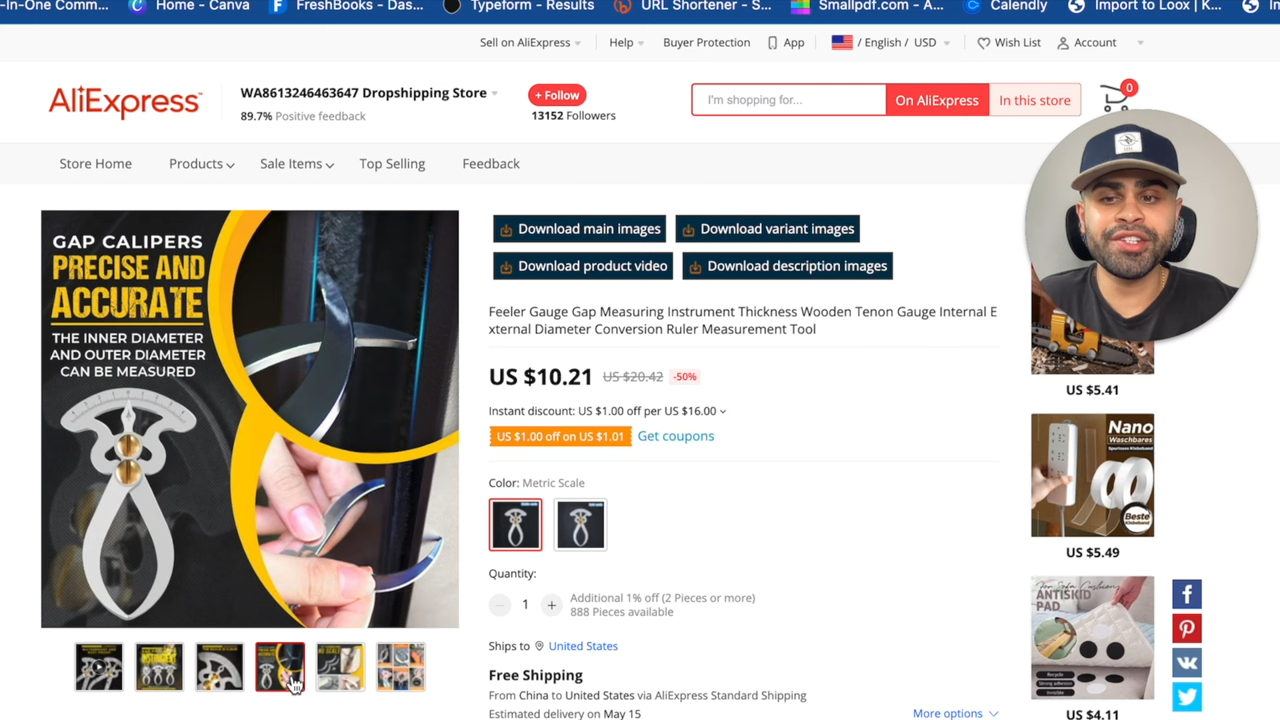 -In-One Comm...
Home - Canva
FreshBooks - Das...
Typeform - Results
URL Shortener - S...
Smallpdf.com - A...
Calendly
Import to Loox | K...
Sell on AliExpress
Help
Buyer Protection
App
/ English / USD
Wish List
Account
AliExpress
WA8613246463647 Dropshipping Store
89.7% Positive feedback
+ Follow
13152 Followers
I'm shopping for...
On AliExpress
In this store
0
Store Home
Products
Sale Items
Top Selling
Feedback
GAP CALIPERS
PRECISE AND
ACCURATE
THE INNER DIAMETER
AND OUTER DIAMETER
CAN BE MEASURED
Download main images
Download variant images
Download product video
Download description images
Feeler Gauge Gap Measuring Instrument Thickness Wooden Tenon Gauge Internal E
xternal Diameter Conversion Ruler Measurement Tool
US $10.21 US $20.42 -50%
Instant discount: US $1.00 off per US $16.00
US $1.00 off on US $1.01 Get coupons
Color: Metric Scale
Quantity:
1
Additional 1% off (2 Pieces or more)
888 Pieces available
Ships to United States
Free Shipping
From China to United States via AliExpress Standard Shipping
Estimated delivery on May 15
More options
US $5.41
Nano
Waschbares
Beste
US $5.49
ANTISKID
PAD
US $4.11